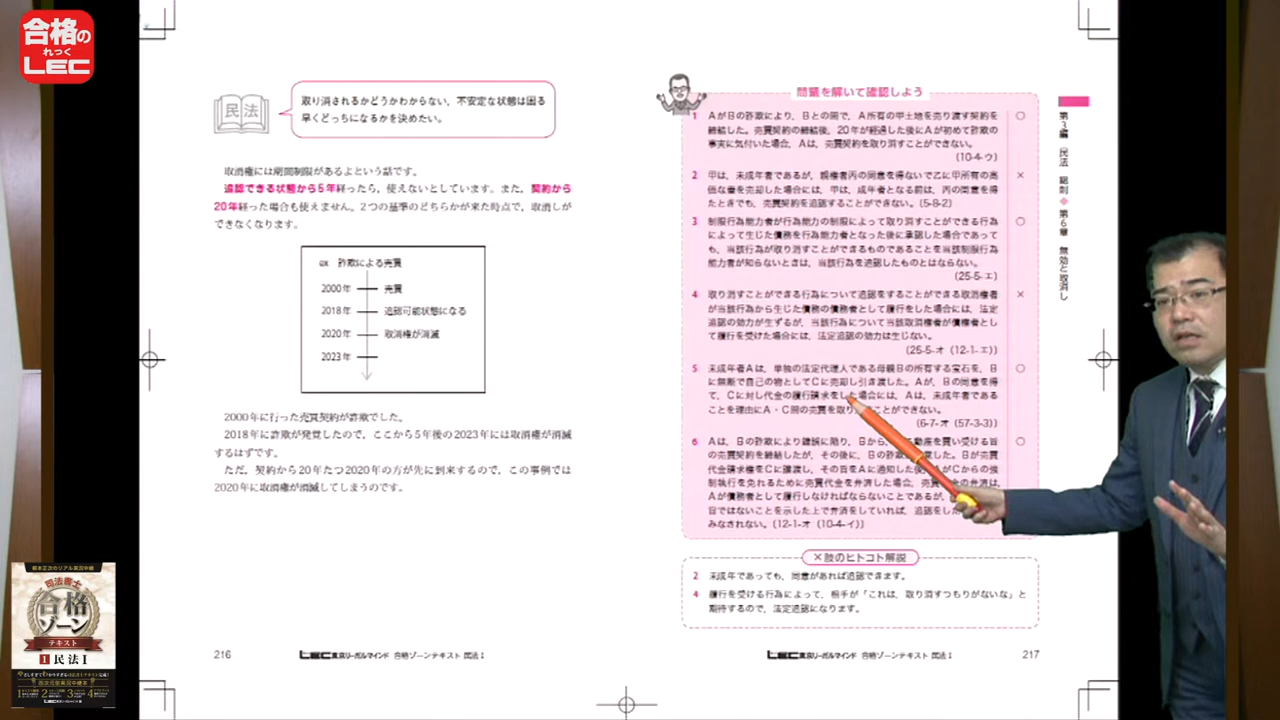 合格の
れっく
LEC
民法
取り消されるかどうかわからない，不安定な状態は困る
早くどっちになるかを決めたい。
取消権には期間制限があるよという話です。
追認できる状態から5年経ったら，使えないとしています。また，契約から
20年経った場合も使えません。2つの基準のどちらかが来た時点で，取消しが
できなくなります。
ex 詐欺による売買
2000年 売買
2018年 追認可能状態になる
2020年 取消権が消滅
2023年
2000年に行った売買契約が詐欺でした。
2018年に詐欺が発覚したので，ここから5年後の2023年には取消権が消滅
するはずです。
ただ，契約から20年たつ2020年の方が先に到来するので，この事例では
2020年に取消権が消滅してしまうのです。
216
LEC東京リーガルマインド 合格ゾーンテキスト 民法Ⅰ
問題を解いて確認しよう
1 AがBの詐欺により，Bとの間で，A所有の甲土地を売り渡す契約を ○
締結した。売買契約の締結後，20年が経過した後にAが初めて詐欺の
事実に気付いた場合，Aは，売買契約を取り消すことができない。
(10-4-ウ)
2 甲は，未成年者であるが，親権者丙の同意を得ないで乙に甲所有の高 ×
価な壺を売却した場合には，甲は，成年者となる前は，丙の同意を得
たときでも，売買契約を追認することができない。(5-8-2)
3 制限行為能力者が行為能力の制限によって取り消すことができる行為 ○
によって生じた債務を行為能力者となった後に承認した場合であって
も，当該行為が取り消すことができるものであることを当該制限行為
能力者が知らないときは，当該行為を追認したものとはならない。
(25-5-エ)
4 取り消すことができる行為について追認をすることができる取消権者 ×
が当該行為から生じた債務の債務者として履行をした場合には，法定
追認の効力が生ずるが，当該行為について当該取消権者が債権者とし
て履行を受けた場合には，法定追認の効力は生じない。
(25-5-オ (12-1-エ))
5 未成年者Aは，単独の法定代理人である母親Bの所有する宝石を，B ○
に無断で自己の物としてCに売却し引き渡した。Aが，Bの同意を得
て，Cに対し代金の履行請求をした場合には，Aは，未成年者である
ことを理由にA・C間の売買を取り ことができない。
(6-7-オ (57-3-3))
6 Aは，Bの詐欺により錯誤に陥り，Bから， る動産を買い受ける旨 ○
の売買契約を締結したが，その後に，Bの詐欺 覚した。Bが売買
代金請求権をCに譲渡し，その旨をAに通知した後， AがCからの強
制執行を免れるために売買代金を弁済した場合，売買 金の弁済は，
Aが債務者として履行しなければならないことであるが，
目ではないことを示した上で弁済をしていれば，追認をし
みなされない。(12-1-オ (10-4-イ))
×肢のヒトコト解説
2 未成年であっても，同意があれば追認できます。
4 履行を受ける行為によって，相手が「これは，取り消すつもりがないな」と
期待するので，法定追認になります。
LEC東京リーガルマインド 合格ゾーンテキスト 民法Ⅰ
217
第3編 民法 総則◆第6章 無効と取消し
根本正次のリアル実況中継
司法書士
合格
ゾーン
テキスト
1 民法Ⅰ